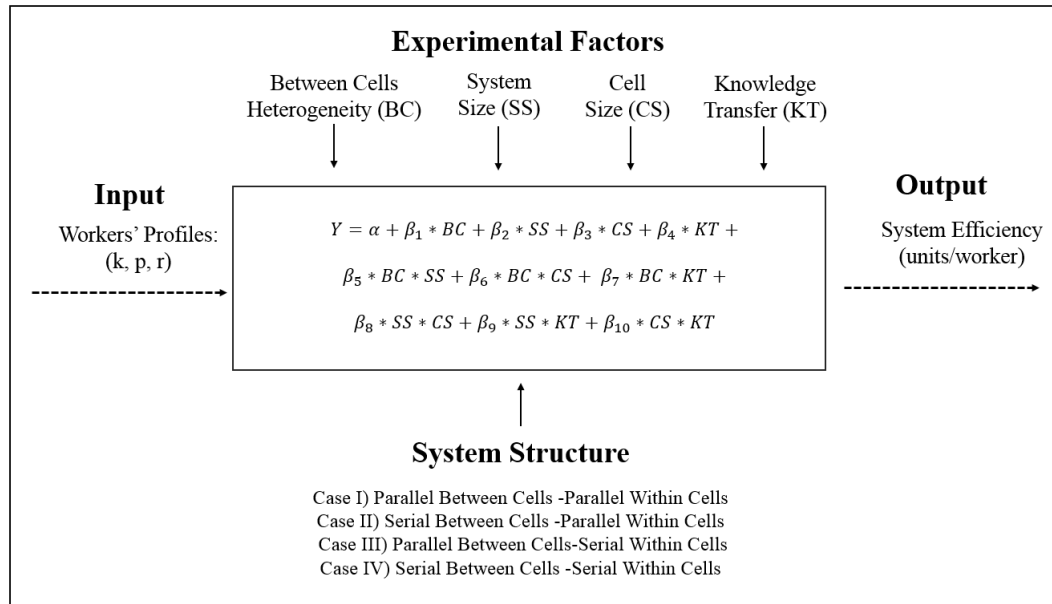 Experimental Factors
Between Cells
Heterogeneity (BC)
System
Size (SS)
Cell
Size (CS)
Knowledge
Transfer (KT)
Input
Workers’ Profiles:
(k, p, r)
Y = α + β₁ * BC + β₂ * SS + β₃ * CS + β₄ * KT +
β₅ * BC * SS + β₆ * BC * CS + β₇ * BC * KT +
β₈ * SS * CS + β₉ * SS * KT + β₁₀ * CS * KT
Output
System Efficiency
(units/worker)
System Structure
Case I) Parallel Between Cells -Parallel Within Cells
Case II) Serial Between Cells -Parallel Within Cells
Case III) Parallel Between Cells-Serial Within Cells
Case IV) Serial Between Cells -Serial Within Cells